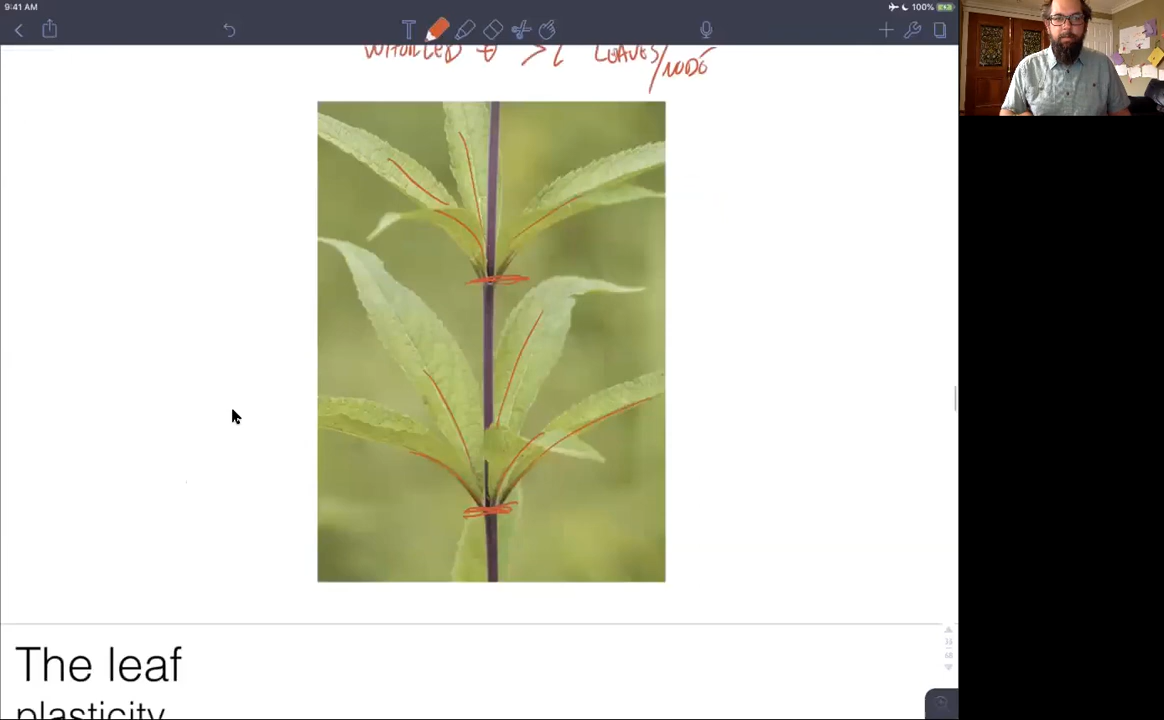 9:41 AM
100%
T
WHORLED θ >2 LEAVES/NODE
The leaf
plasticity